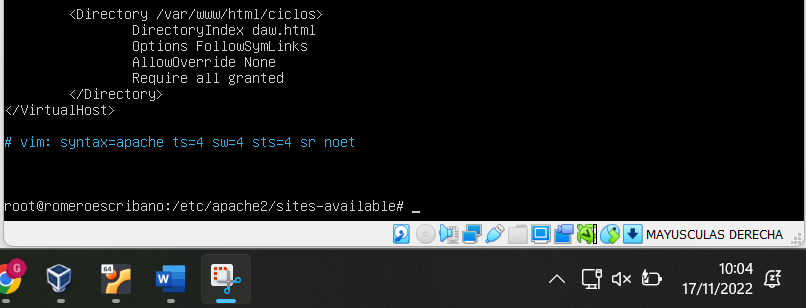 <Directory /var/www/html/ciclos>
DirectoryIndex daw.html
Options FollowSymLinks
AllowOverride None
Require all granted
</Directory>
</VirtualHost>
# vim: syntax=apache ts=4 sw=4 sts=4 sr noet
root@romeroescribano:/etc/apache2/sites-available# _
MAYUSCULAS DERECHA
G
64
W
10:04
17/11/2022